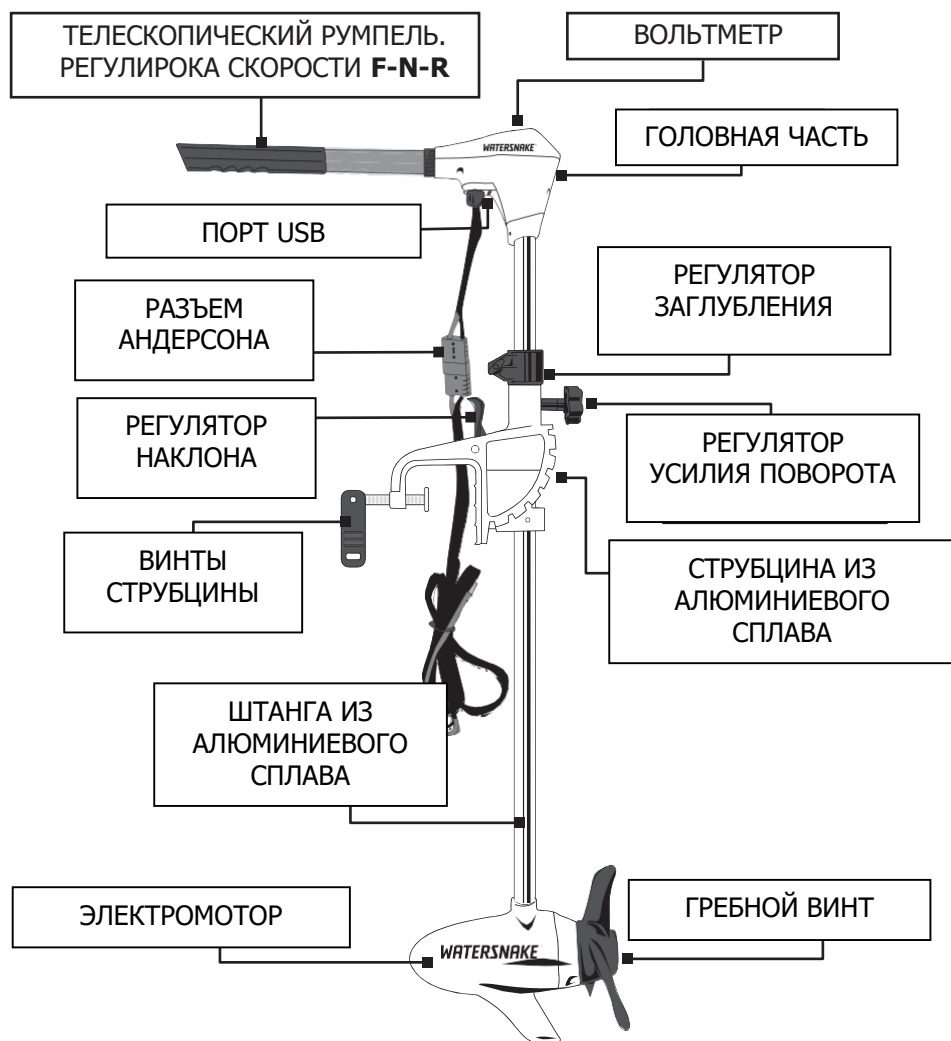 ТЕЛЕСКОПИЧЕСКИЙ РУМПЕЛЬ.
РЕГУЛИРОКА СКОРОСТИ F-N-R
ВОЛЬТМЕТР
ГОЛОВНАЯ ЧАСТЬ
WATERSNAKE
ПОРТ USB
РЕГУЛЯТОР
ЗАГЛУБЛЕНИЯ
РАЗЪЕМ
АНДЕРСОНА
РЕГУЛЯТОР
НАКЛОНА
РЕГУЛЯТОР
УСИЛИЯ ПОВОРОТА
ВИНТЫ
СТРУБЦИНЫ
СТРУБЦИНА ИЗ
АЛЮМИНИЕВОГО
СПЛАВА
ШТАНГА ИЗ
АЛЮМИНИЕВОГО
СПЛАВА
ЭЛЕКТРОМОТОР
ГРЕБНОЙ ВИНТ
WATERSNAKE